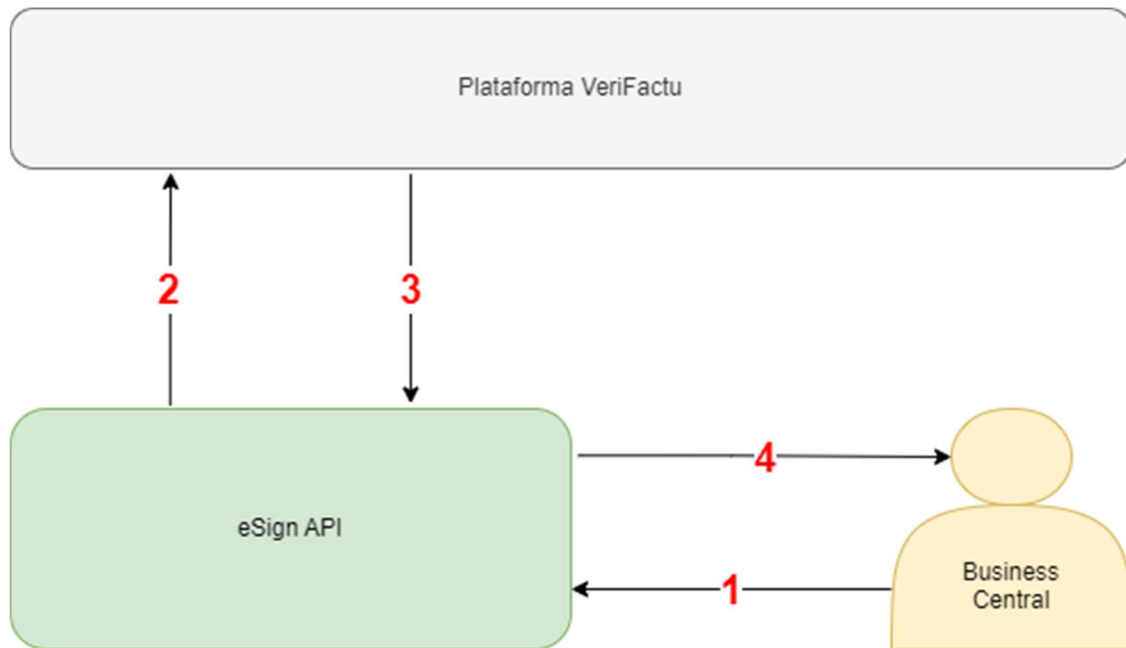 Plataforma VeriFactu
2
3
4
eSign API
1
Business
Central